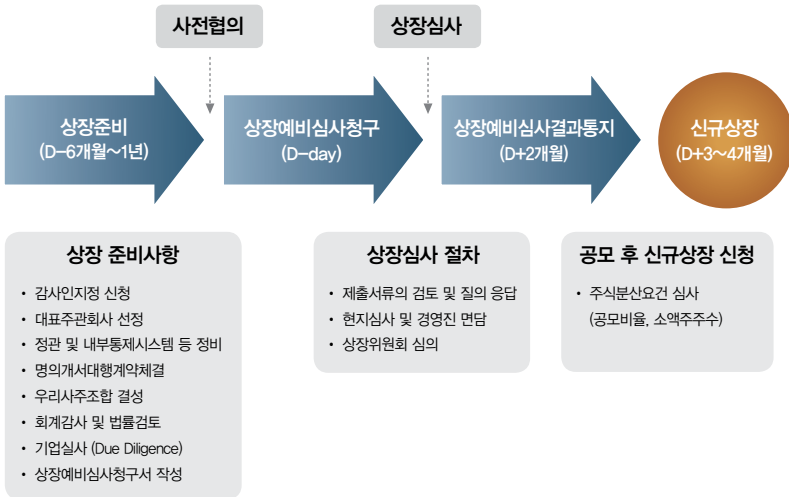 사전협의
상장심사
상장준비
(D-6개월~1년)
상장예비심사청구
(D-day)
상장예비심사결과통지
(D+2개월)
신규상장
(D+3~4개월)
상장 준비사항
• 감사인지정 신청
• 대표주관회사 선정
• 정관 및 내부통제시스템 등 정비
• 명의개서대행계약체결
• 우리사주조합 결성
• 회계감사 및 법률검토
• 기업실사 (Due Diligence)
• 상장예비심사청구서 작성
상장심사 절차
• 제출서류의 검토 및 질의 응답
• 현지심사 및 경영진 면담
• 상장위원회 심의
공모 후 신규상장 신청
• 주식분산요건 심사
(공모비율, 소액주주수)